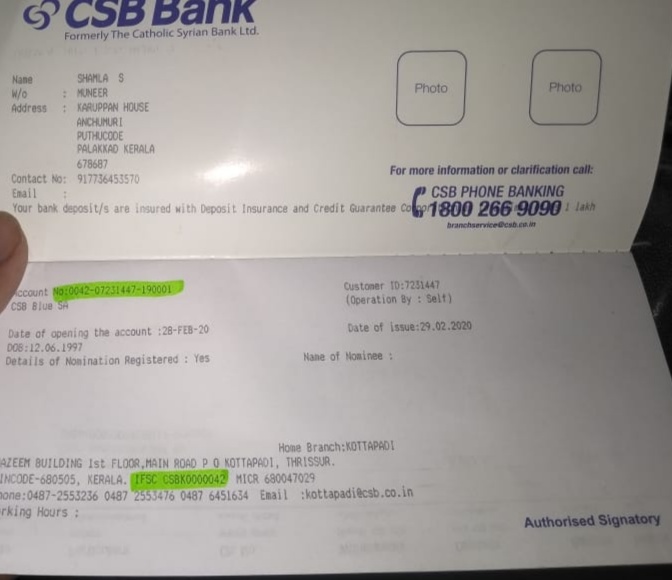 CSB Bank
Formerly The Catholic Syrian Bank Ltd.
Name SHAMLA S
W/o : MUNEER
Address : KARUPPAN HOUSE
ANCHUMURI
PUTHUCODE
PALAKKAD KERALA
678687
Contact No: 917736453570
Email :
Photo
Photo
For more information or clarification call:
CSB PHONE BANKING
1800 266 9090
branchservice@csb.co.in
Your bank deposit/s are insured with Deposit Insurance and Credit Guarantee 1 lakh
ccount No:0042-07231447-190001
CSB Blue SA
Customer ID:7231447
(Operation By : Self)
Date of opening the account :28-FEB-20
Date of issue:29.02.2020
DOB:12.06.1997
Details of Nomination Registered : Yes
Name of Nominee :
Home Branch:KOTTAPADI
AZEEM BUILDING 1st FLOOR,MAIN ROAD P O KOTTAPADI, THRISSUR.
INCODE-680505, KERALA. IFSC CSBK0000042 MICR 680047029
hone:0487-2553236 0487 2553476 0487 6451634 Email :kottapadi@csb.co.in
rking Hours :
Authorised Signatory